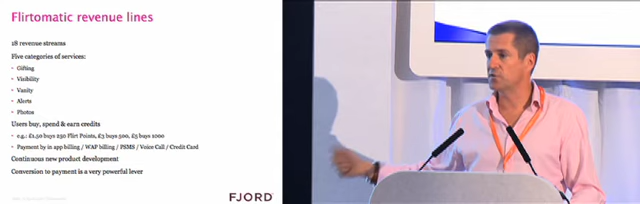 Flirtomatic revenue lines
18 revenue streams
Five categories of services:
- Gifting
- Visibility
- Vanity
- Alerts
- Photos
Users buy, spend & earn credits
- e.g.: £1.50 buys 250 Flirt Points, £3 buys 500, £5 buys 1000
- Payment by in app billing / WAP billing / PSMS / Voice Call / Credit Card
Continuous new product development
Conversion to payment is a very powerful lever
FJORD